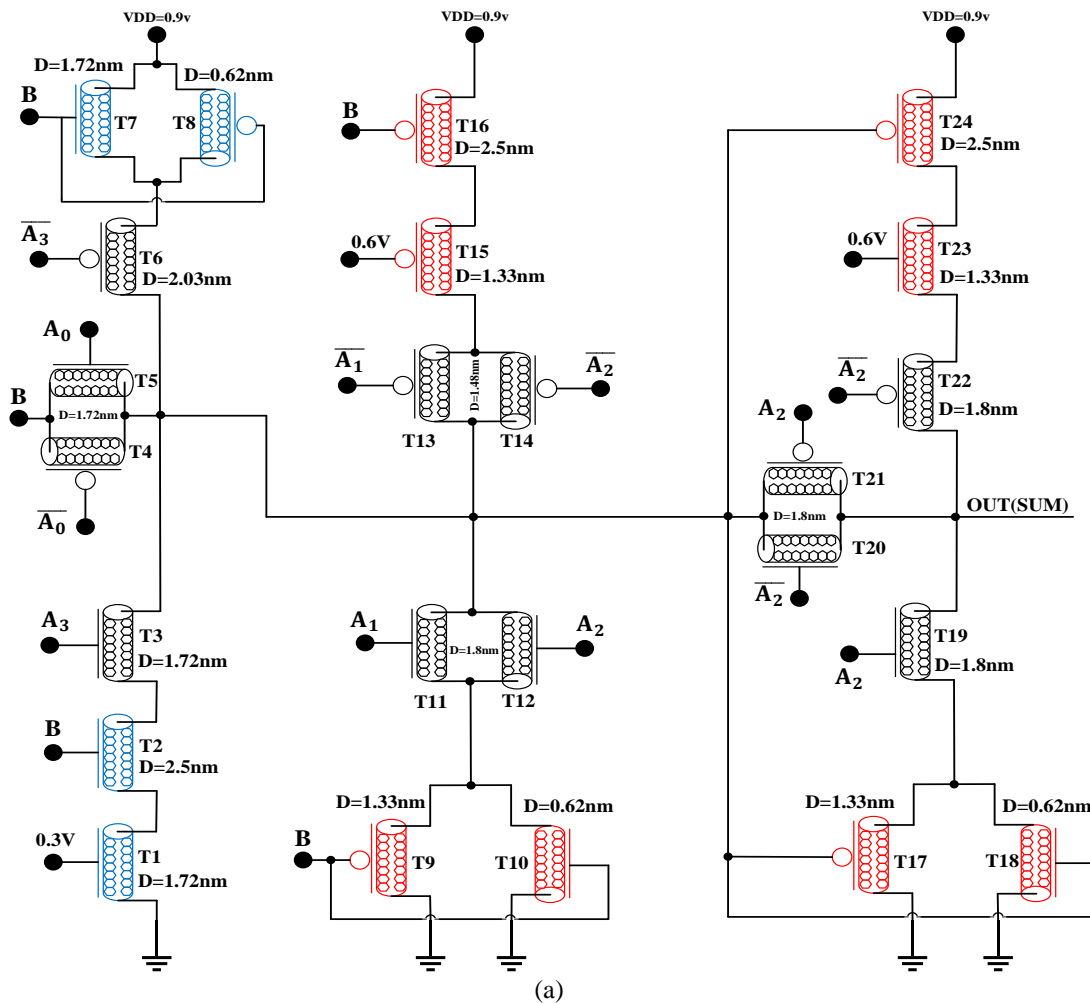 VDD=0.9v
D=1.72nm
D=0.62nm
B
T7
T8
A̅₃
T6
D=2.03nm
A₀
T5
B
D=1.72nm
T4
A̅₀
A₃
T3
D=1.72nm
B
T2
D=2.5nm
0.3V
T1
D=1.72nm
VDD=0.9v
B
T16
D=2.5nm
0.6V
T15
D=1.33nm
A̅₁
D=1.48nm
A̅₂
T13
T14
A₁
D=1.8nm
A₂
T11
T12
D=1.33nm
D=0.62nm
B
T9
T10
VDD=0.9v
T24
D=2.5nm
0.6V
T23
D=1.33nm
A̅₂
T22
D=1.8nm
A₂
T21
D=1.8nm
OUT(SUM)
T20
A̅₂
T19
D=1.8nm
A₂
D=1.33nm
D=0.62nm
T17
T18
(a)